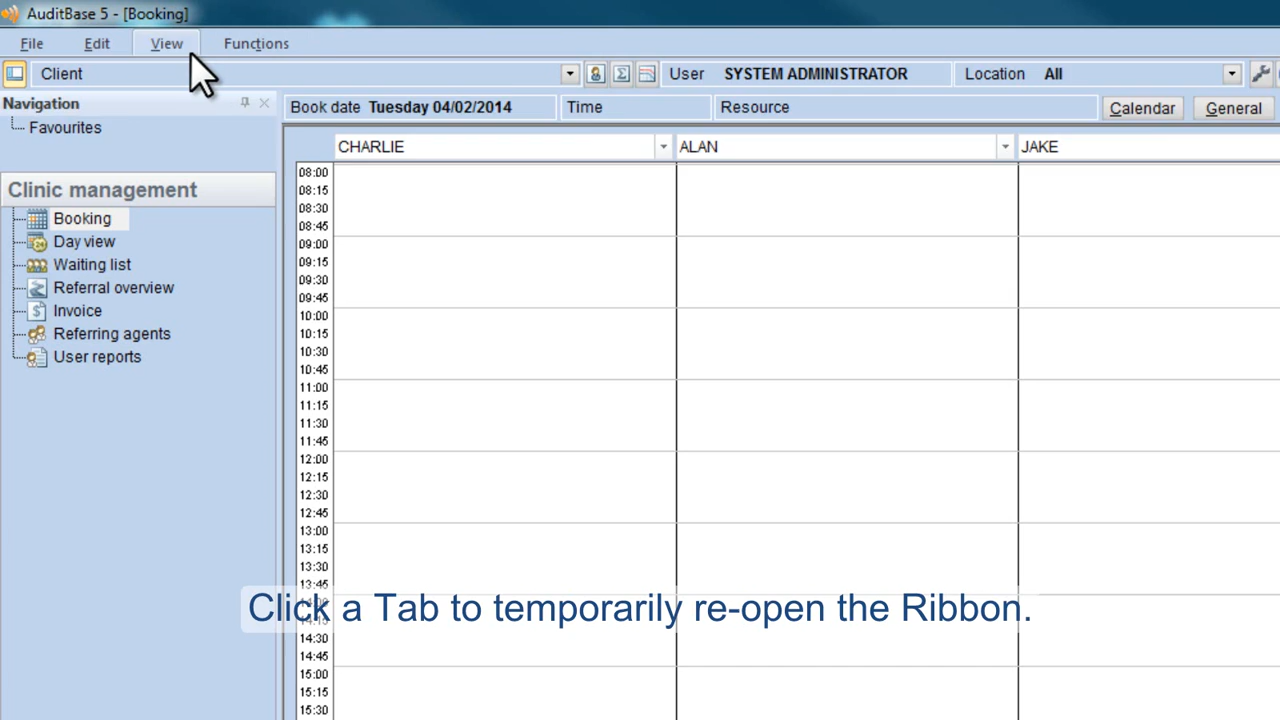 AuditBase 5 - [Booking]
File Edit View Functions
Client User SYSTEM ADMINISTRATOR Location All
Navigation Book date Tuesday 04/02/2014 Time Resource Calendar General
Favourites
CHARLIE ALAN JAKE
Clinic management
Booking
Day view
Waiting list
Referral overview
Invoice
Referring agents
User reports
08:00
08:15
08:30
08:45
09:00
09:15
09:30
09:45
10:00
10:15
10:30
10:45
11:00
11:15
11:30
11:45
12:00
12:15
12:30
12:45
13:00
13:15
13:30
13:45
Click a Tab to temporarily re-open the Ribbon.
14:15
14:30
14:45
15:00
15:15
15:30